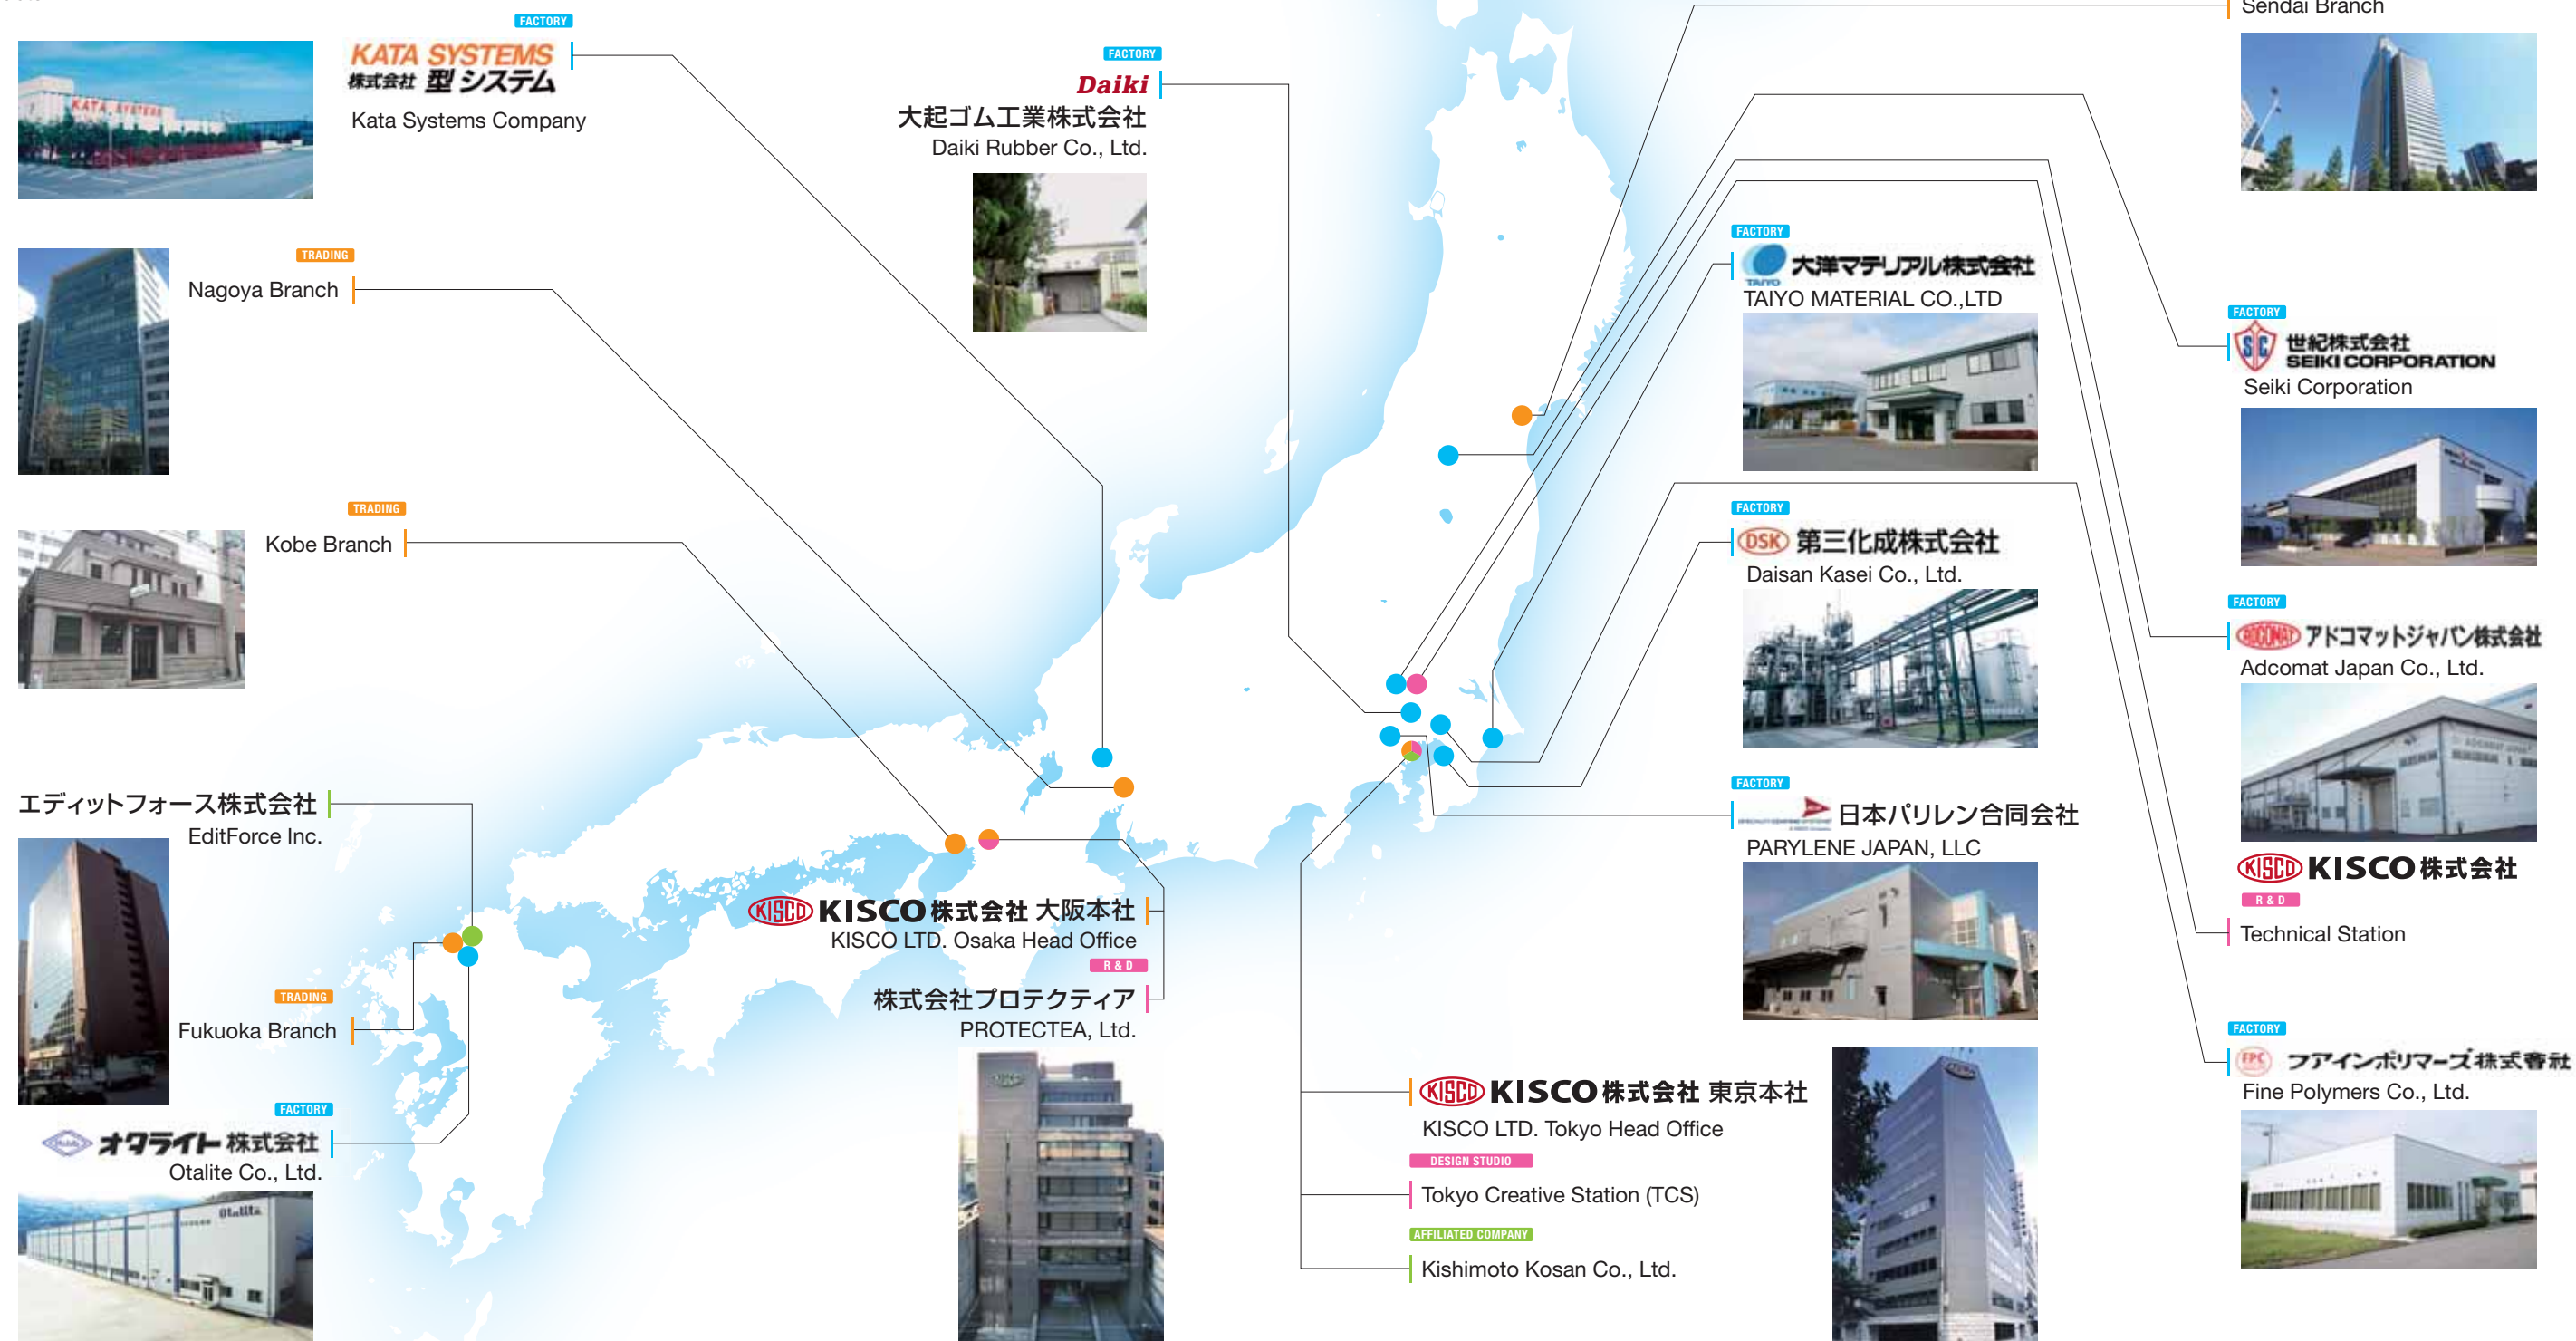 FACTORY
KATA SYSTEMS
株式会社 型システム
Kata Systems Company
KATA SYSTEMS
TRADING
Nagoya Branch
TRADING
Kobe Branch
エディットフォース株式会社
EditForce Inc.
TRADING
Fukuoka Branch
FACTORY
オタライト 株式会社
Otalite Co., Ltd.
Otalite
FACTORY
Daiki
大起ゴム工業株式会社
Daiki Rubber Co., Ltd.
KISCO KISCO株式会社 大阪本社
KISCO LTD. Osaka Head Office
R & D
株式会社プロテクティア
PROTECTEA, Ltd.
KISCO KISCO株式会社 東京本社
KISCO LTD. Tokyo Head Office
DESIGN STUDIO
Tokyo Creative Station (TCS)
AFFILIATED COMPANY
Kishimoto Kosan Co., Ltd.
FACTORY
TAIYO
大洋マテリアル株式会社
TAIYO MATERIAL CO.,LTD
FACTORY
DSK 第三化成株式会社
Daisan Kasei Co., Ltd.
FACTORY
日本パリレン合同会社
PARYLENE JAPAN, LLC
Sendai Branch
FACTORY
SIC 世紀株式会社
SEIKI CORPORATION
Seiki Corporation
FACTORY
ADCOMAT アドコマットジャパン株式会社
Adcomat Japan Co., Ltd.
ADCOMAT JAPAN
KISCO KISCO株式会社
R & D
Technical Station
FACTORY
FPC ファインポリマーズ株式会社
Fine Polymers Co., Ltd.